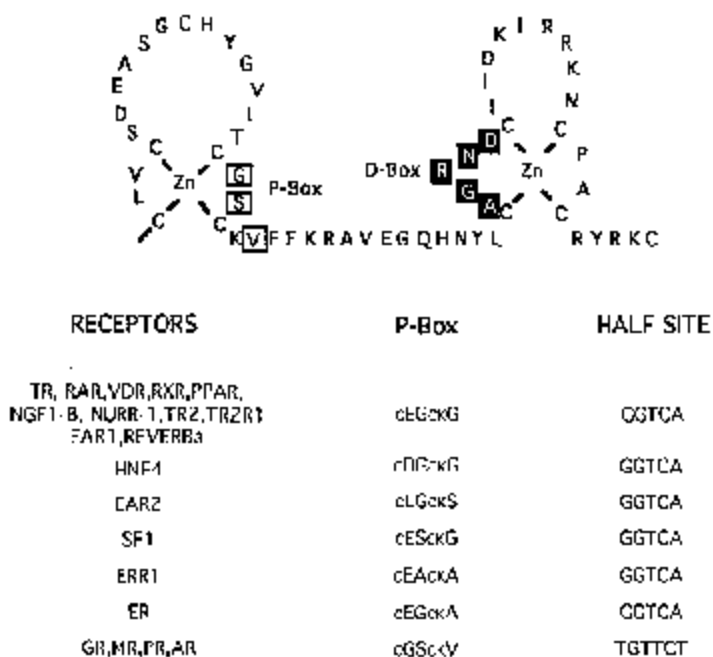 S G C H Y G V L T C
A E D S C V L C
Zn
G
S
P-Box
C K V F F K R A V E G Q H N Y L
D-Box
R
N
D
G
A
C
Zn
I I D K I R R K M C P A C
R Y R K C
RECEPTORS P-Box HALF SITE
TR, RAR,VDR,RXR,PPAR,
NGF1-B, NURR-1,TR2,
EAR1,REVERBa cEGckG GGTCA
HNF4 cDGckG GGTCA
EAR2 GGTCA
SF1 cESckG GGTCA
ERR1 cEAckA GGTCA
ER cEGckA GGTCA
GR,MR,PR,AR cGSckV TGTTCT